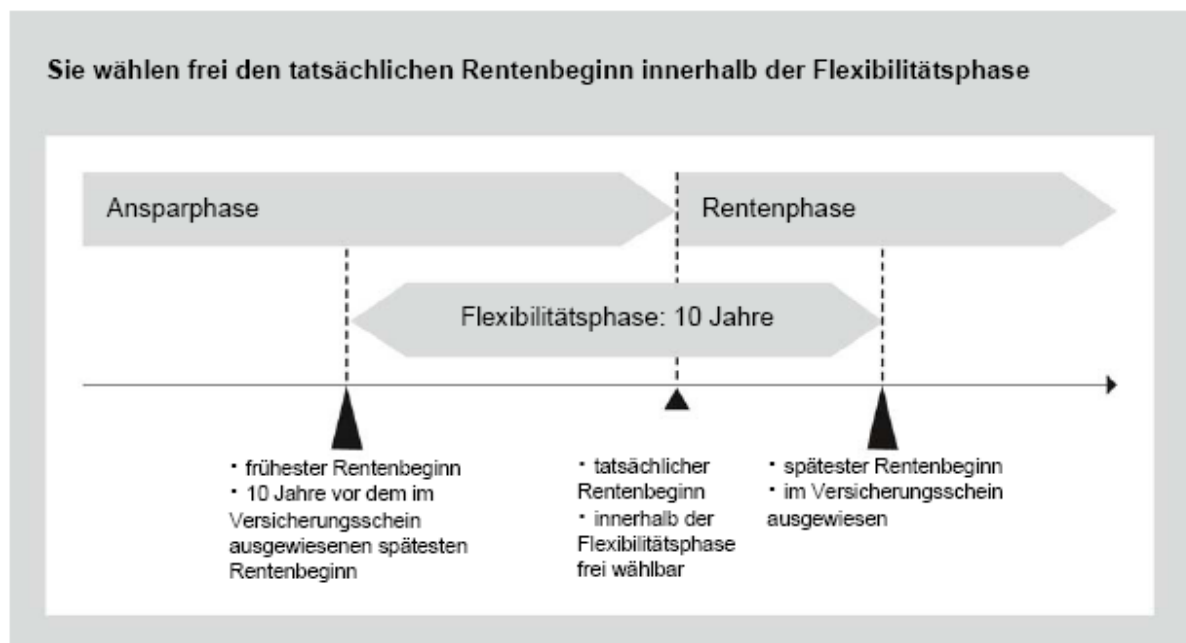 Sie wählen frei den tatsächlichen Rentenbeginn innerhalb der Flexibilitätsphase
Ansparphase
Rentenphase
Flexibilitätsphase: 10 Jahre
· frühester Rentenbeginn
· 10 Jahre vor dem im
Versicherungsschein
ausgewiesenen spätesten
Rentenbeginn
· tatsächlicher
Rentenbeginn
· innerhalb der
Flexibilitätsphase
frei wählbar
· spätester Rentenbeginn
· im Versicherungsschein
ausgewiesen